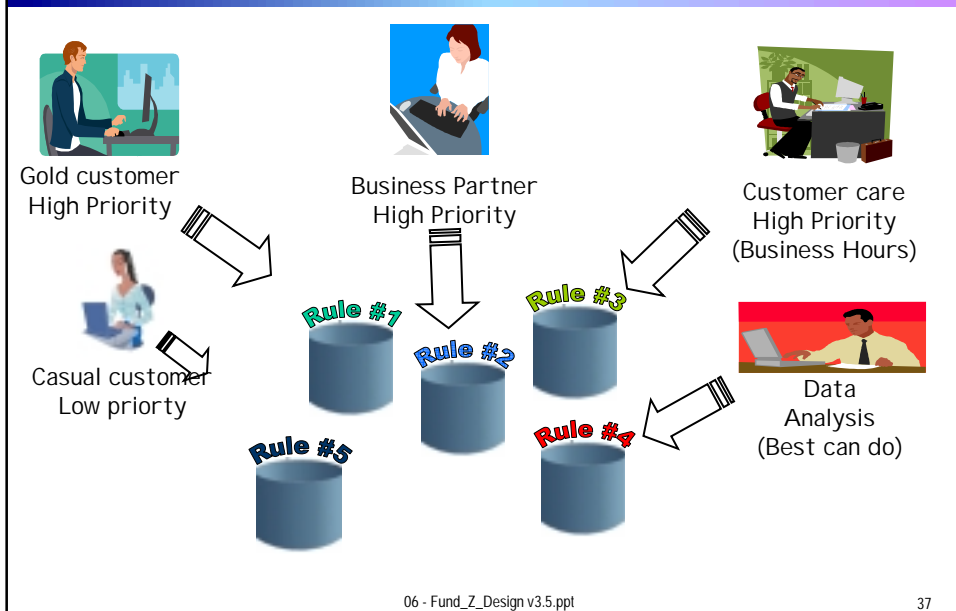 Gold customer
High Priority
Business Partner
High Priority
Customer care
High Priority
(Business Hours)
Casual customer
Low priorty
Rule #1
Rule #2
Rule #3
Data
Analysis
(Best can do)
Rule #4
Rule #5
06 - Fund_Z_Design v3.5.ppt
37